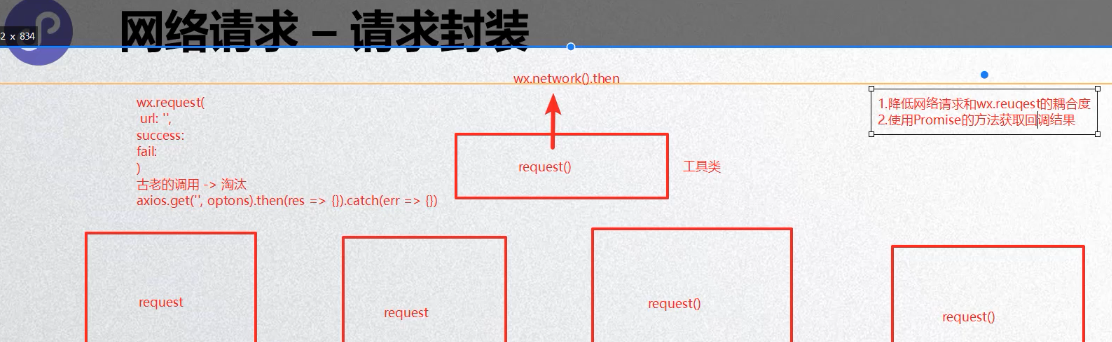 网络请求 – 请求封装
2 x 834
wx.network().then
wx.request(
url: '',
success:
fail:
)
古老的调用 -> 淘汰
axios.get('', optons).then(res => {}).catch(err => {})
request()
工具类
1.降低网络请求和wx.reuqest的耦合度
2.使用Promise的方法获取回调结果
request
request
request()
request()